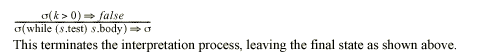 σ(k > 0) ⇒ false
σ(while (s.test) s.body) ⇒ σ
This terminates the interpretation process, leaving the final state as shown above.